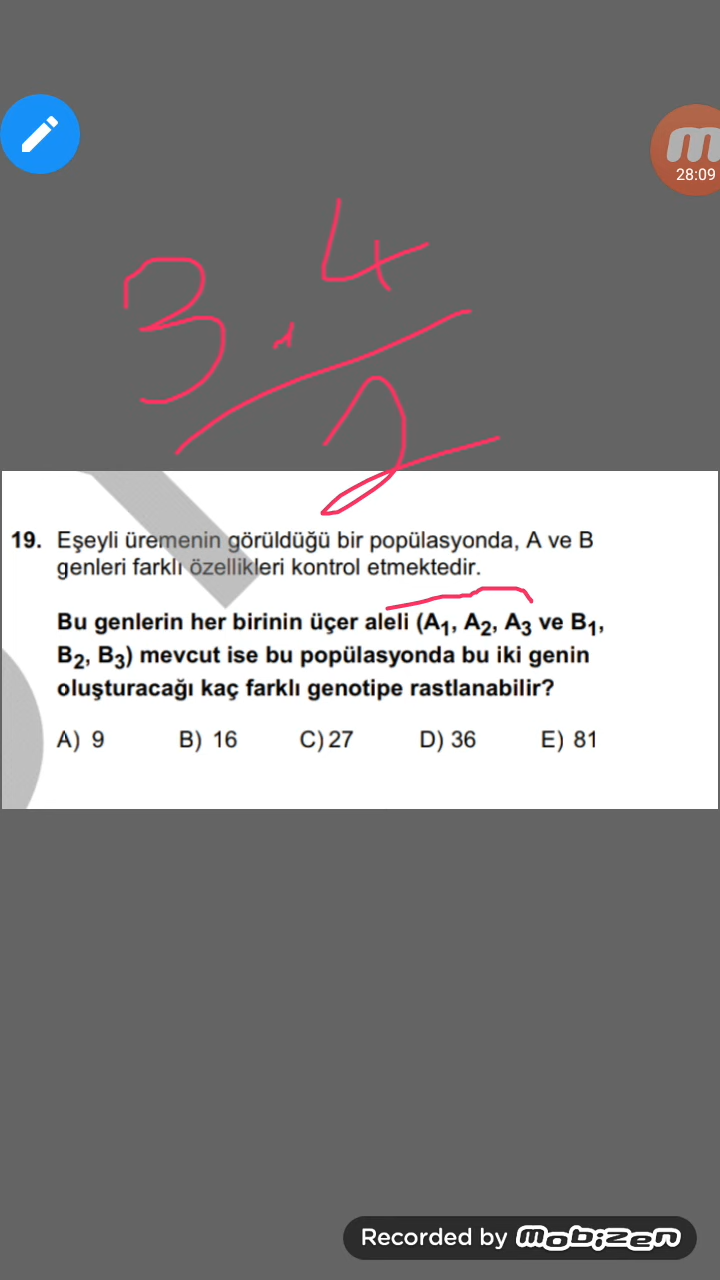 28:09
3.4
2
19. Eşeyli üremenin görüldüğü bir popülasyonda, A ve B
genleri farklı özellikleri kontrol etmektedir.
Bu genlerin her birinin üçer aleli (A₁, A₂, A₃ ve B₁,
B₂, B₃) mevcut ise bu popülasyonda bu iki genin
oluşturacağı kaç farklı genotipe rastlanabilir?
A) 9 B) 16 C) 27 D) 36 E) 81
Recorded by mobizen